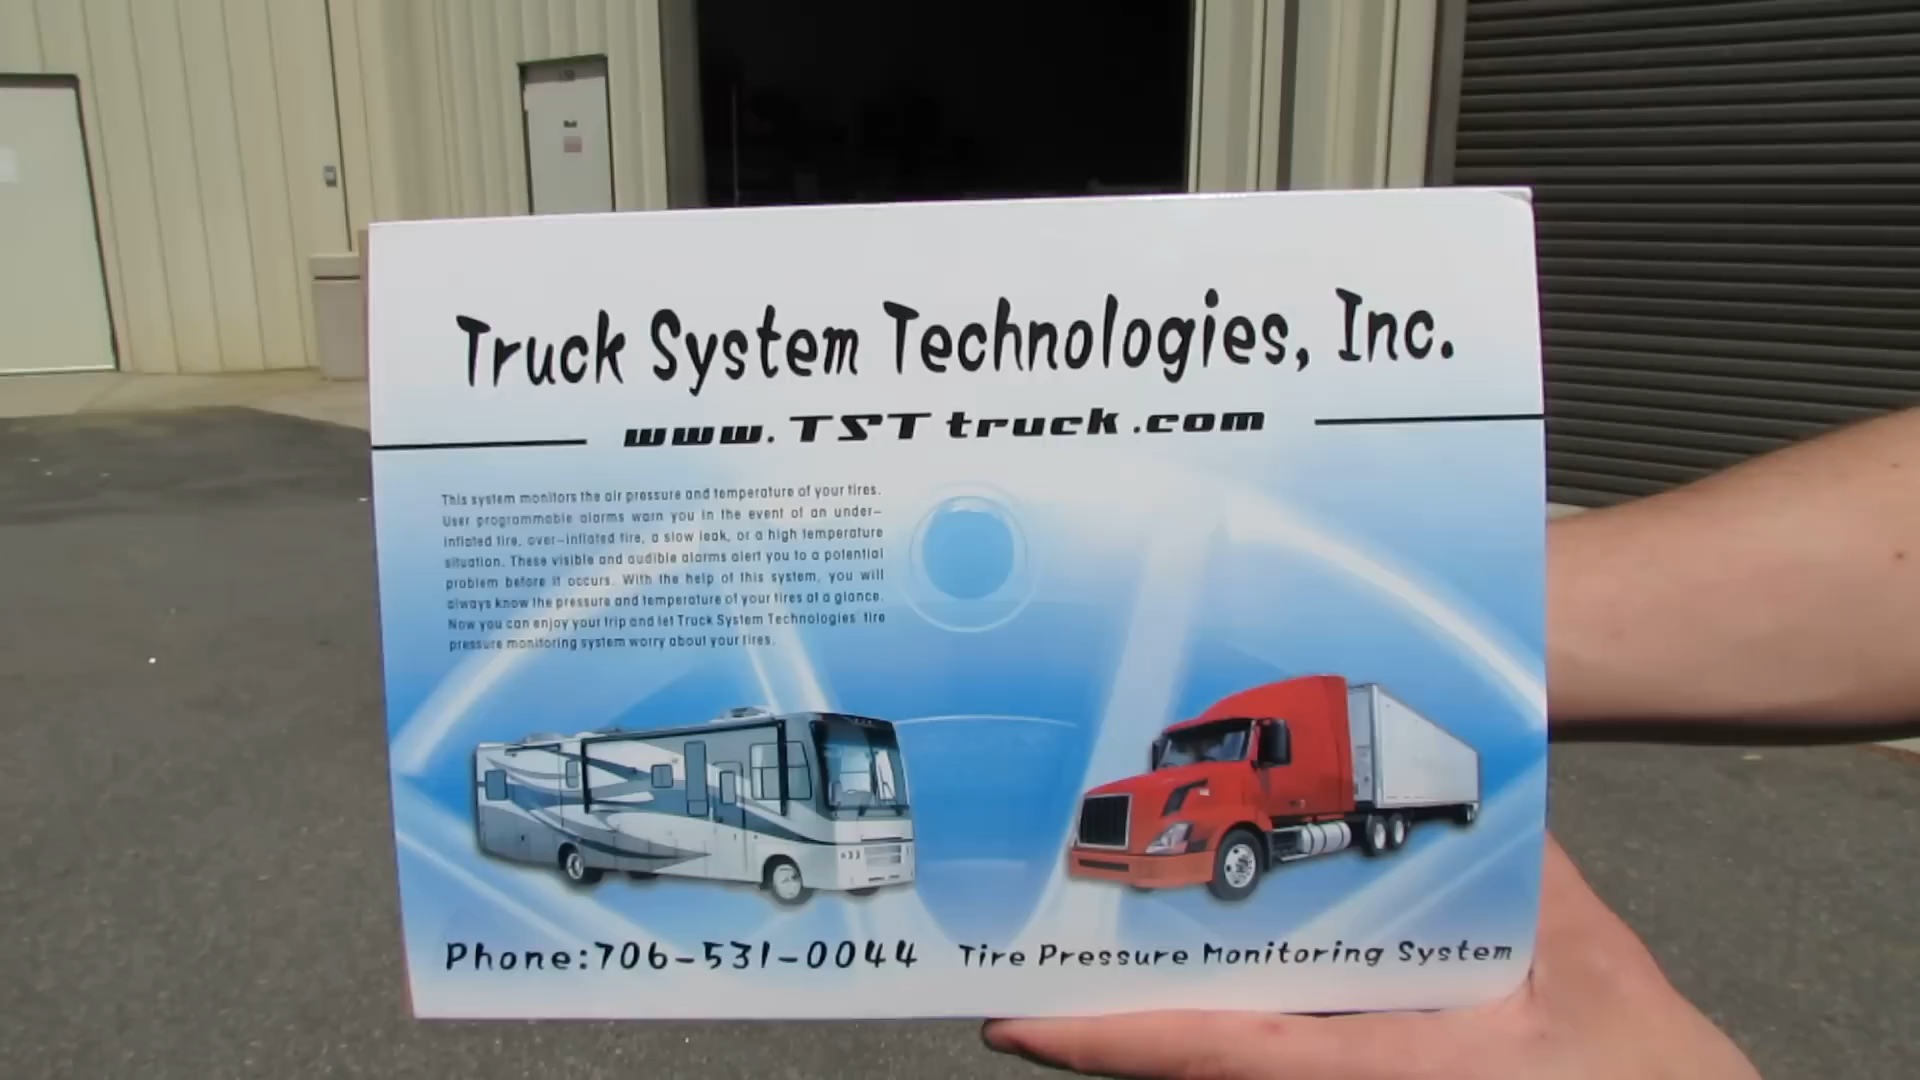 Truck System Technologies, Inc.
www.TSTtruck.com
This system monitors the air pressure and temperature of your tires.
User programmable alarms warn you in the event of an under-
inflated tire, over-inflated tire, a slow leak, or a high temperature
situation. These visible and audible alarms alert you to a potential
problem before it occurs. With the help of this system, you will
always know the pressure and temperature of your tires at a glance.
Now you can enjoy your trip and let Truck System Technologies' tire
pressure monitoring system worry about your tires.
Phone:706-531-0044 Tire Pressure Monitoring System